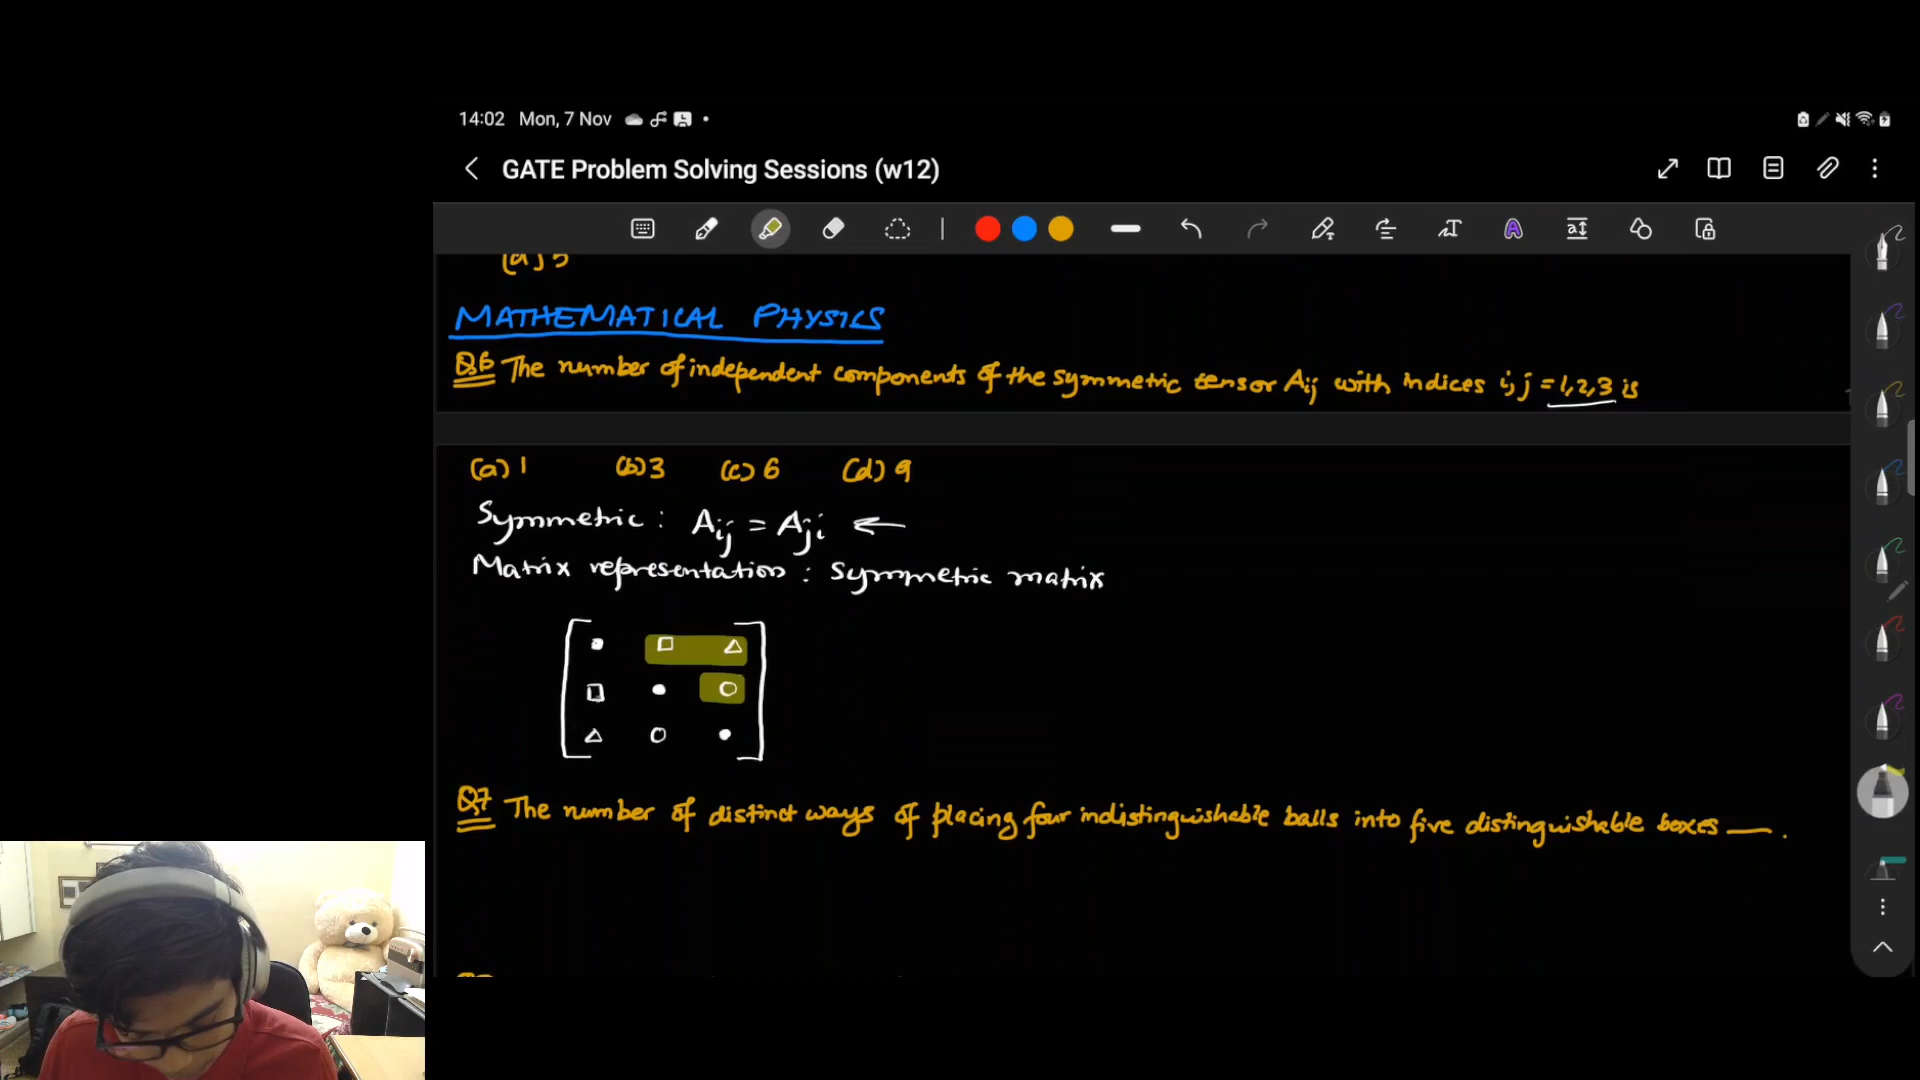 14:02 Mon, 7 Nov
GATE Problem Solving Sessions (w12)
MATHEMATICAL PHYSICS
Q6 The number of independent components of the symmetric tensor Aij with indices i, j = 1,2,3 is
(a) 1 (b) 3 (c) 6 (d) 9
Symmetric : Aij = Aji ←
Matrix representation : Symmetric matrix
Q7 The number of distinct ways of placing four indistinguishable balls into five distinguishable boxes __ .